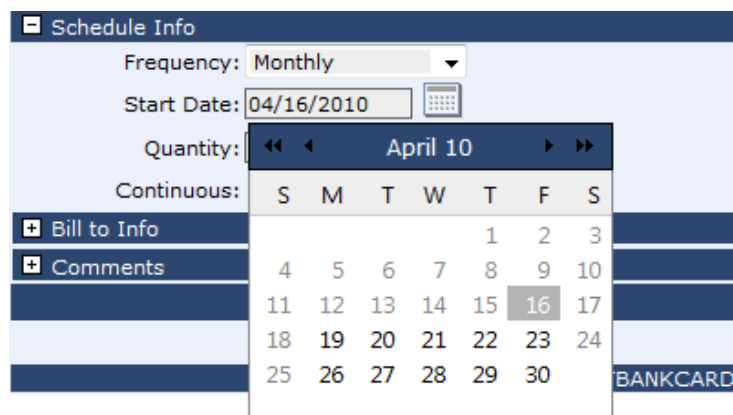 Schedule Info
Frequency: Monthly
Start Date: 04/16/2010
Quantity:
Continuous:
April 10
S M T W T F S
1 2 3
4 5 6 7 8 9 10
11 12 13 14 15 16 17
18 19 20 21 22 23 24
25 26 27 28 29 30
Bill to Info
Comments
BANKCARD